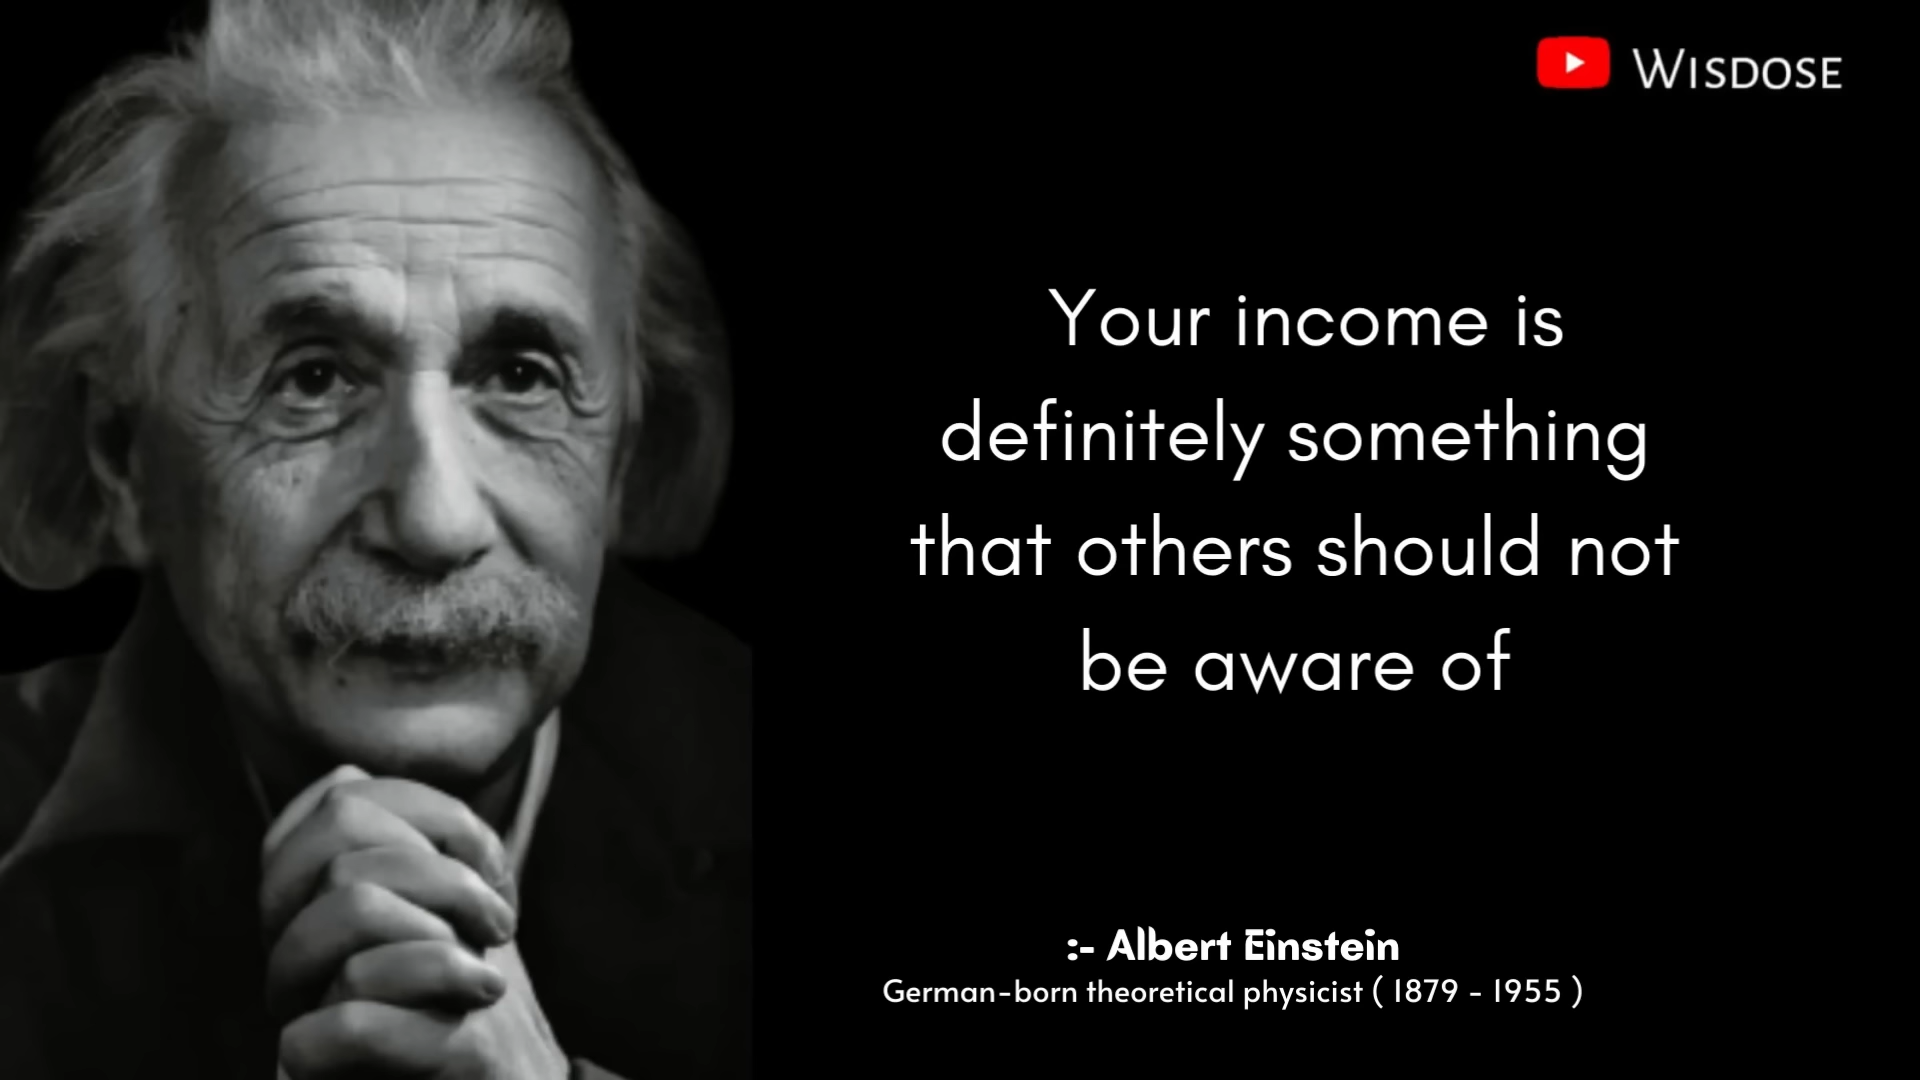 WISDOSE
Your income is
definitely something
that others should not
be aware of
:- Albert Einstein
German-born theoretical physicist ( 1879 - 1955 )